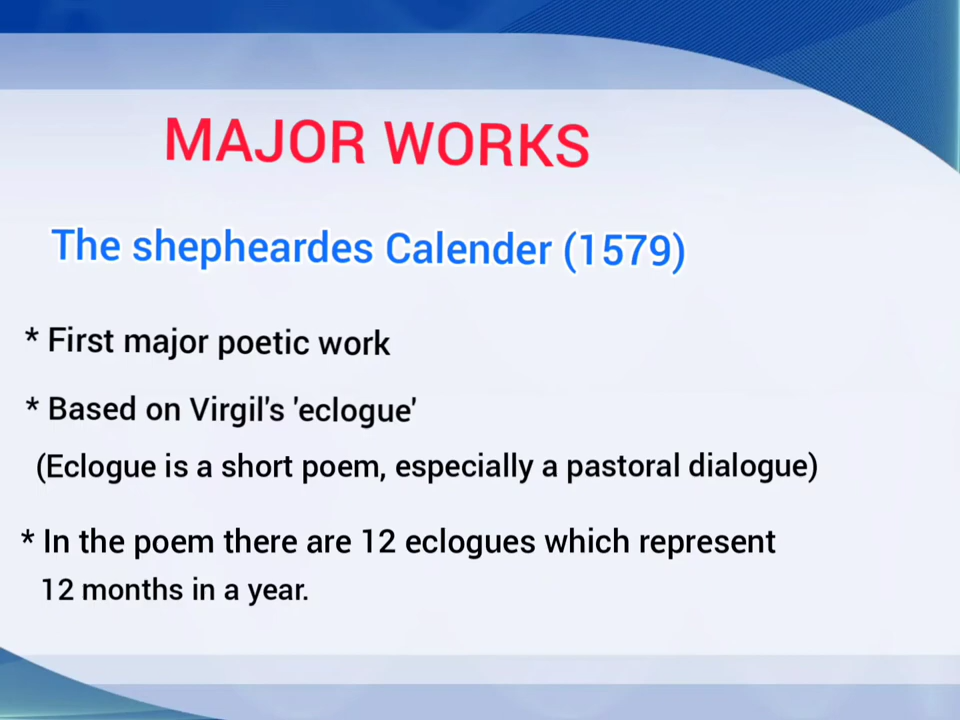 MAJOR WORKS
The shepheardes Calender (1579)
* First major poetic work
* Based on Virgil's 'eclogue'
(Eclogue is a short poem, especially a pastoral dialogue)
* In the poem there are 12 eclogues which represent
12 months in a year.